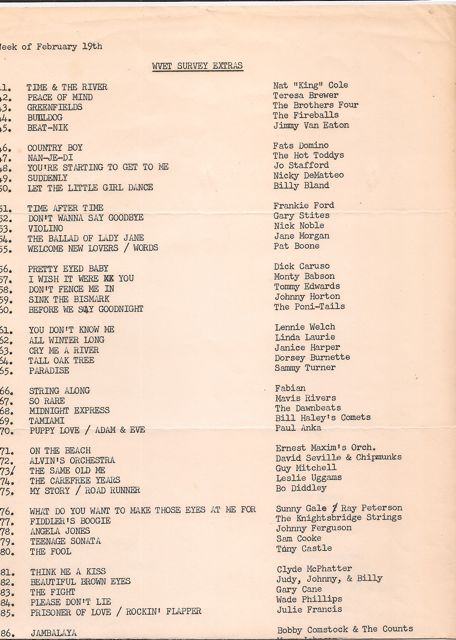 Week of February 19th
WVET SURVEY EXTRAS
41. TIME & THE RIVER Nat "King" Cole
42. PEACE OF MIND Teresa Brewer
43. GREENFIELDS The Brothers Four
44. BULLDOG The Fireballs
45. BEAT-NIK Jimmy Van Eaton
46. COUNTRY BOY Fats Domino
47. NAN-JE-DI The Hot Toddys
48. YOU'RE STARTING TO GET TO ME Jo Stafford
49. SUDDENLY Nicky DeMatteo
50. LET THE LITTLE GIRL DANCE Billy Bland
51. TIME AFTER TIME Frankie Ford
52. DON'T WANNA SAY GOODBYE Gary Stites
53. VIOLINO Nick Noble
54. THE BALLAD OF LADY JANE Jane Morgan
55. WELCOME NEW LOVERS / WORDS Pat Boone
56. PRETTY EYED BABY Dick Caruso
57. I WISH IT WERE YOU Monty Babson
58. DON'T FENCE ME IN Tommy Edwards
59. SINK THE BISMARK Johnny Horton
60. BEFORE WE SAY GOODNIGHT The Poni-Tails
61. YOU DON'T KNOW ME Lennie Welch
62. ALL WINTER LONG Linda Laurie
63. CRY ME A RIVER Janice Harper
64. TALL OAK TREE Dorsey Burnette
65. PARADISE Sammy Turner
66. STRING ALONG Fabian
67. SO RARE Mavis Rivers
68. MIDNIGHT EXPRESS The Dawnbeats
69. TAMIAMI Bill Haley's Comets
70. PUPPY LOVE / ADAM & EVE Paul Anka
71. ON THE BEACH Ernest Maxim's Orch.
72. ALVIN'S ORCHESTRA David Seville & Chipmunks
73. THE SAME OLD ME Guy Mitchell
74. THE CAREFREE YEARS Leslie Uggams
75. MY STORY / ROAD RUNNER Bo Diddley
76. WHAT DO YOU WANT TO MAKE THOSE EYES AT ME FOR Sunny Gale / Ray Peterson
77. FIDDLER'S BOOGIE The Knightsbridge Strings
78. ANGELA JONES Johnny Ferguson
79. TEENAGE SONATA Sam Cooke
80. THE FOOL Tony Castle
81. THINK ME A KISS Clyde McPhatter
82. BEAUTIFUL BROWN EYES Judy, Johnny, & Billy
83. THE FIGHT Gary Cane
84. PLEASE DON'T LIE Wade Phillips
85. PRISONER OF LOVE / ROCKIN' FLAPPER Julie Francis
86. JAMBALAYA Bobby Comstock & The Counts